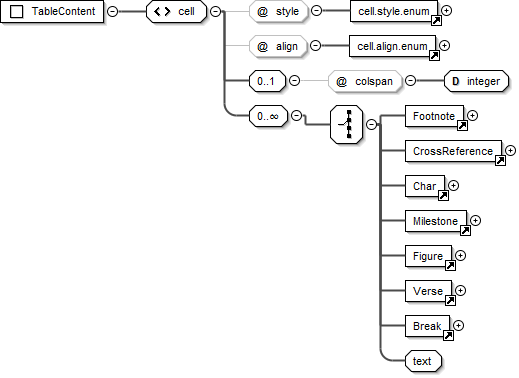 TableContent
< > cell
@ style
cell.style.enum
@ align
cell.align.enum
0..1
@ colspan
D integer
0..∞
Footnote
CrossReference
Char
Milestone
Figure
Verse
Break
text